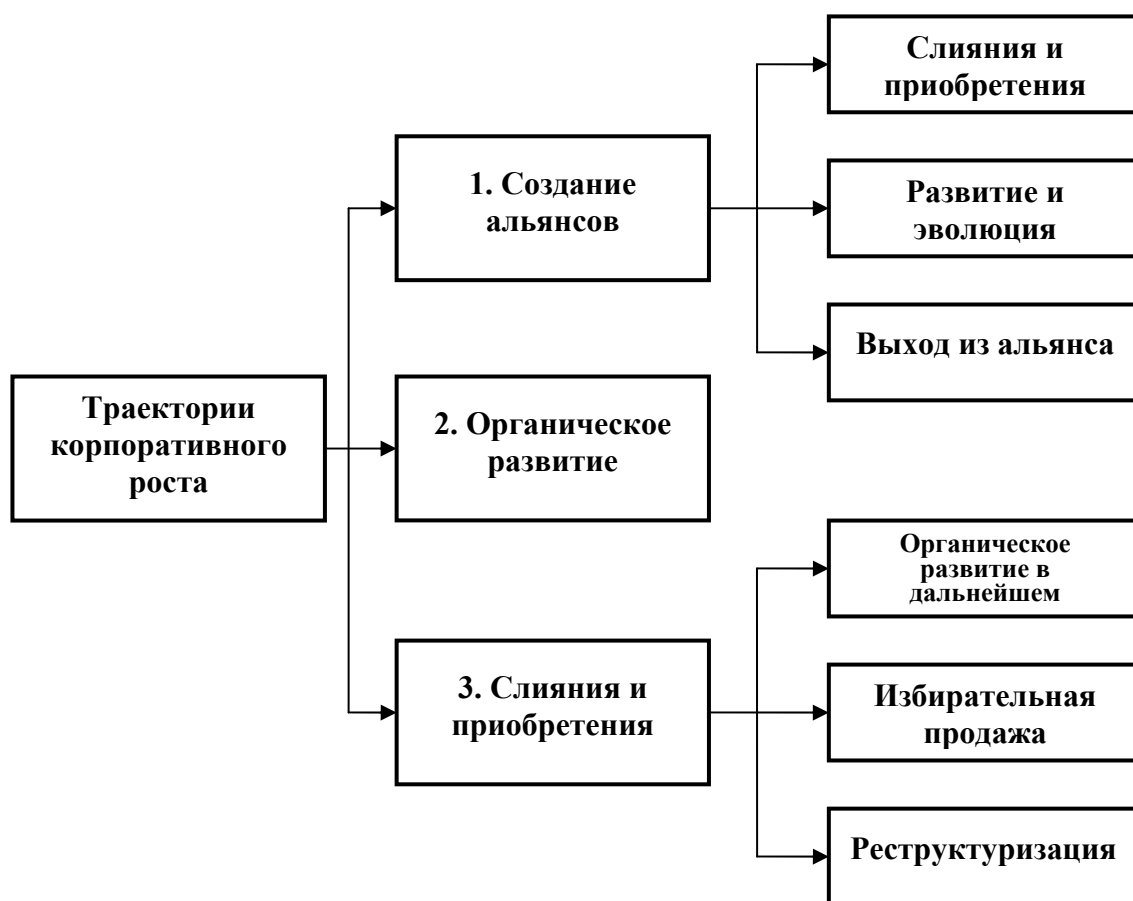 Слияния и
приобретения
1. Создание
альянсов
Развитие и
эволюция
Выход из альянса
Траектории
корпоративного
роста
2. Органическое
развитие
Органическое
развитие в
дальнейшем
3. Слияния и
приобретения
Избирательная
продажа
Реструктуризация